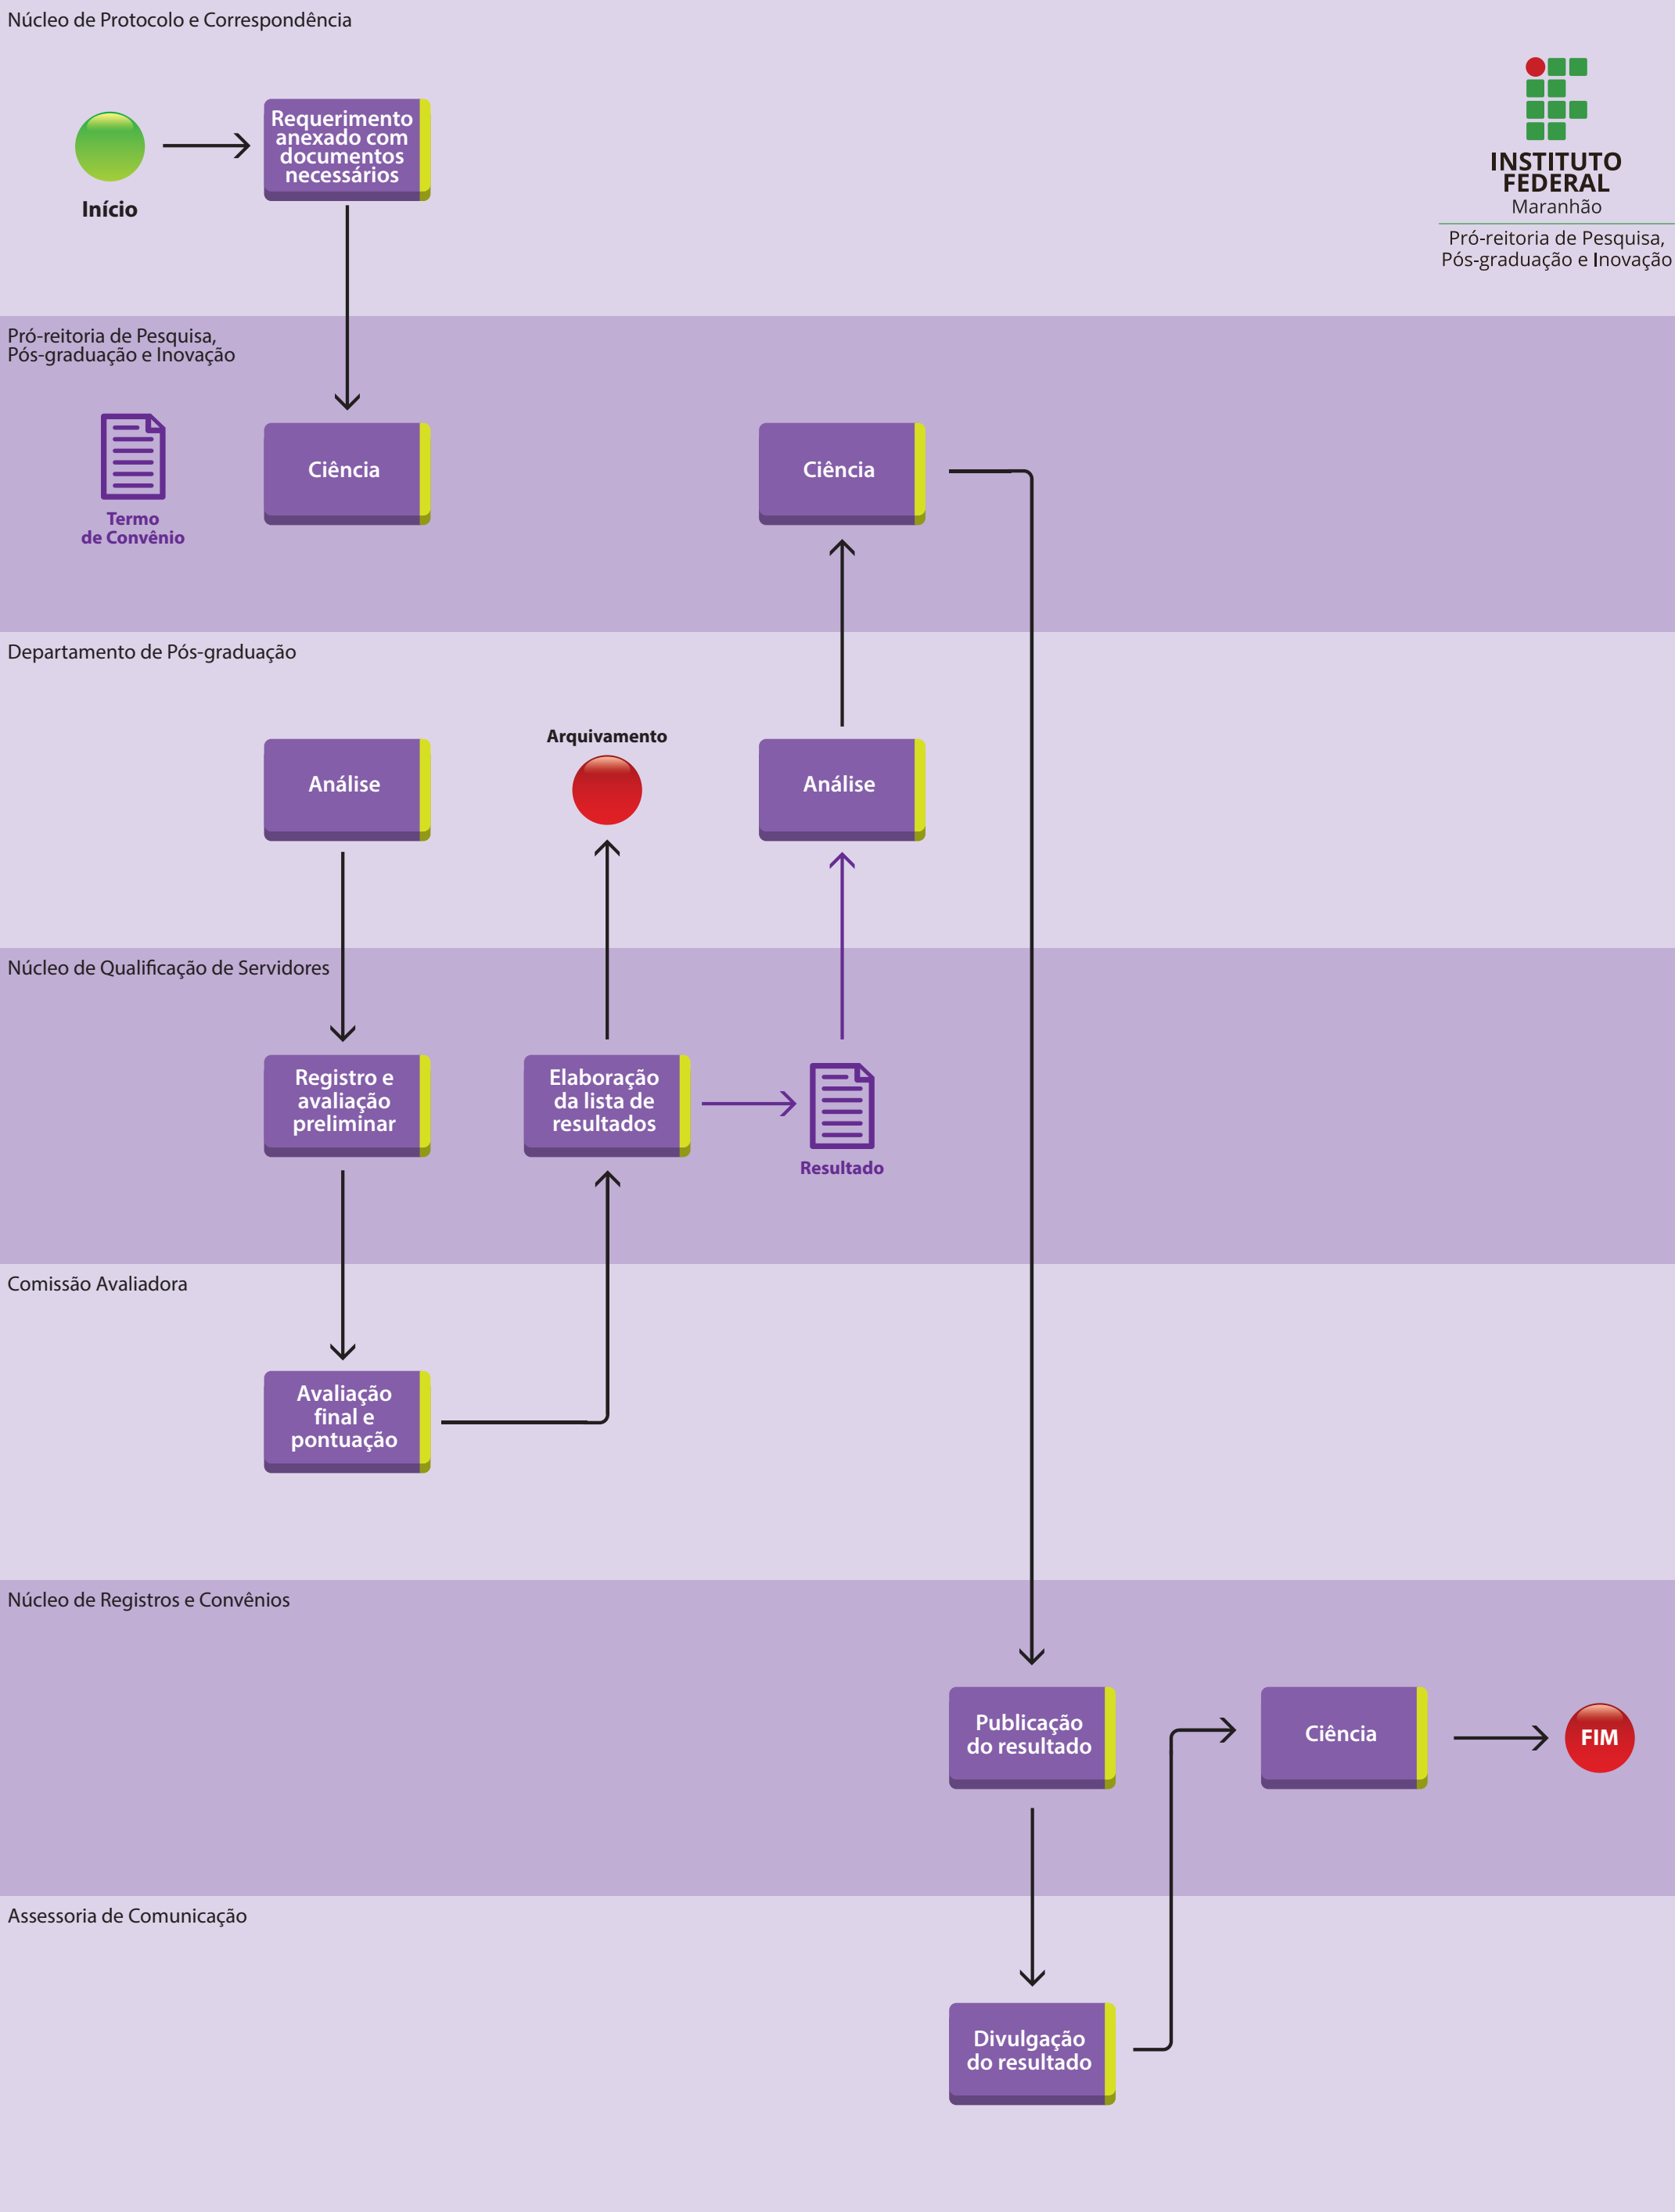 Núcleo de Protocolo e Correspondência
Início
Requerimento
anexado com
documentos
necessários
INSTITUTO
FEDERAL
Maranhão
Pró-reitoria de Pesquisa,
Pós-graduação e Inovação
Pró-reitoria de Pesquisa,
Pós-graduação e Inovação
Termo
de Convênio
Ciência
Ciência
Departamento de Pós-graduação
Análise
Arquivamento
Análise
Núcleo de Qualificação de Servidores
Registro e
avaliação
preliminar
Elaboração
da lista de
resultados
Resultado
Comissão Avaliadora
Avaliação
final e
pontuação
Núcleo de Registros e Convênios
Publicação
do resultado
Ciência
FIM
Assessoria de Comunicação
Divulgação
do resultado